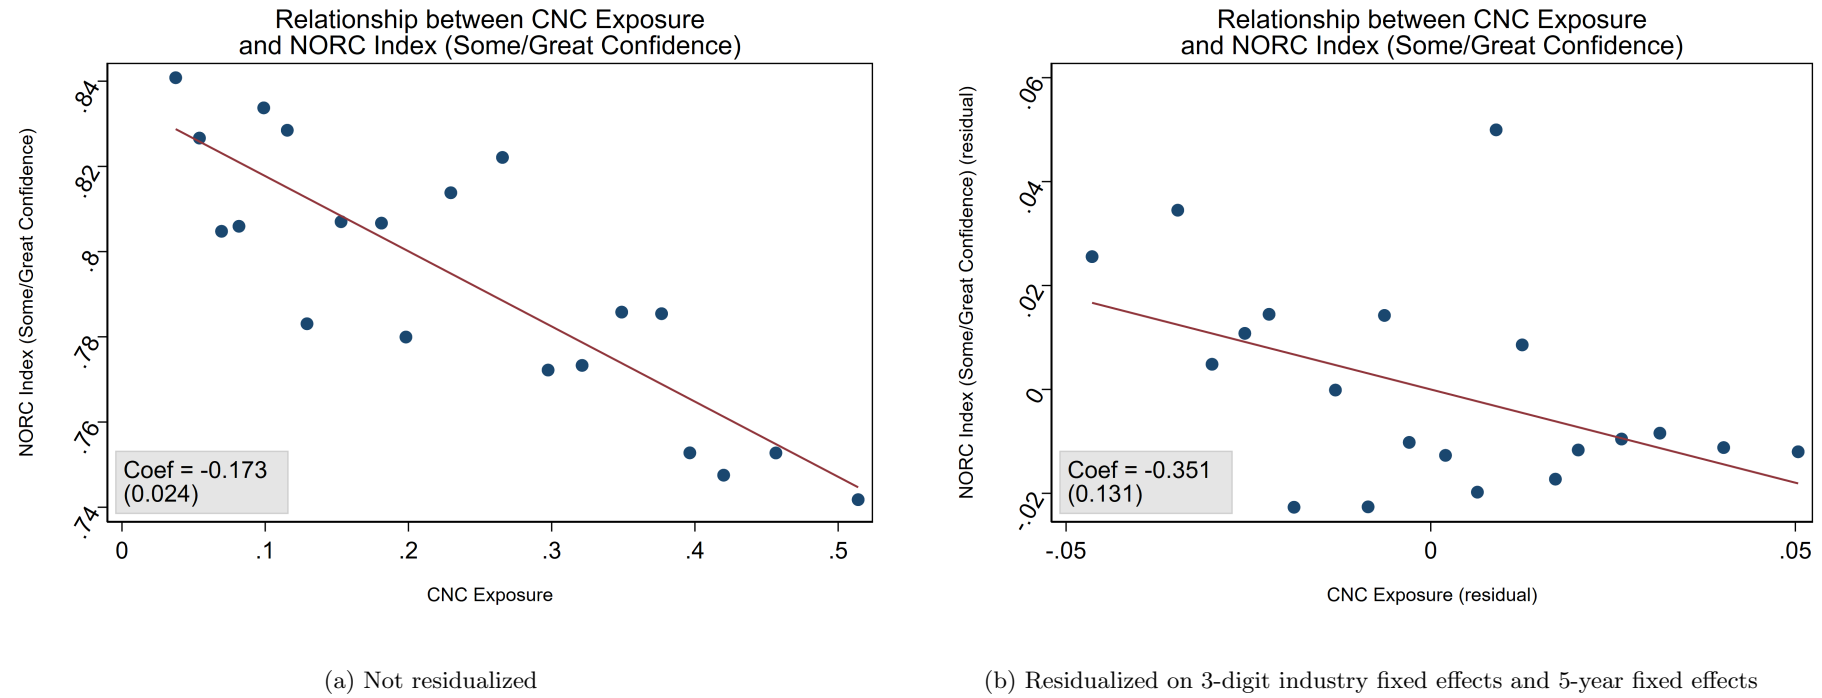 Relationship between CNC Exposure
and NORC Index (Some/Great Confidence)
NORC Index (Some/Great Confidence)
.84
.82
.8
.78
.76
.74
Coef = -0.173
(0.024)
0
.1
.2
.3
.4
.5
CNC Exposure
(a) Not residualized
Relationship between CNC Exposure
and NORC Index (Some/Great Confidence)
NORC Index (Some/Great Confidence) (residual)
.06
.04
.02
0
-.02
Coef = -0.351
(0.131)
-.05
0
.05
CNC Exposure (residual)
(b) Residualized on 3-digit industry fixed effects and 5-year fixed effects